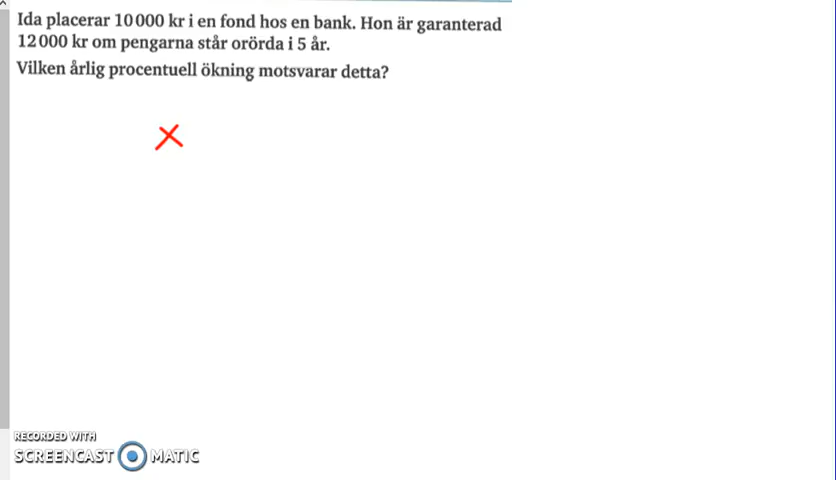 Ida placerar 10 000 kr i en fond hos en bank. Hon är garanterad
12 000 kr om pengarna står orörda i 5 år.
Vilken årlig procentuell ökning motsvarar detta?
x
RECORDED WITH
SCREENCAST MATIC